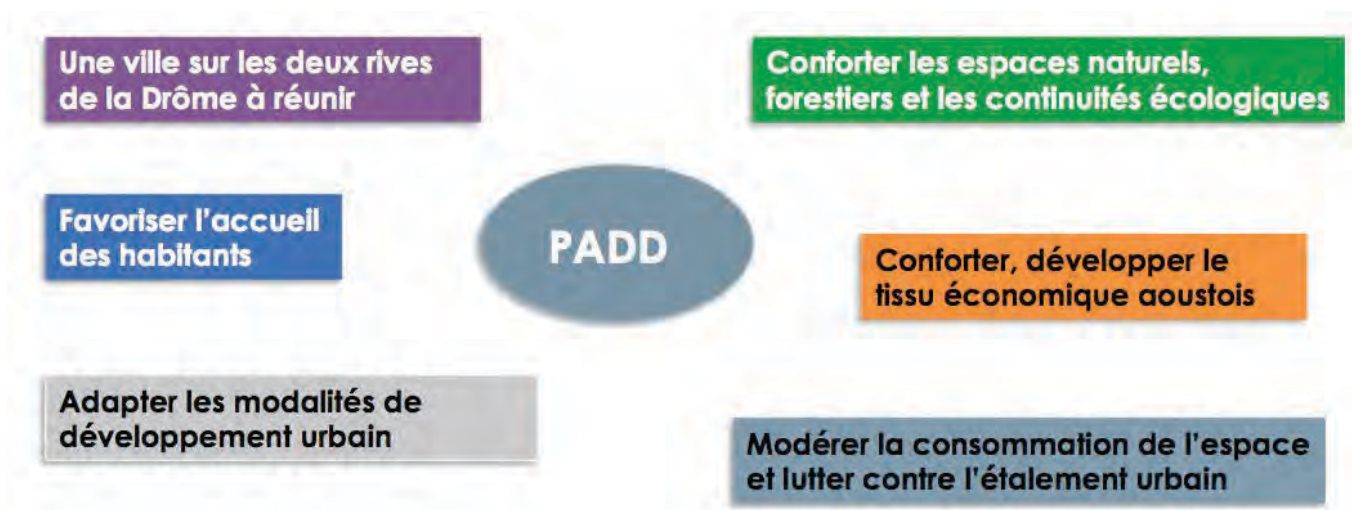 Une ville sur les deux rives
de la Drôme à réunir
Conforter les espaces naturels,
forestiers et les continuités écologiques
Favoriser l'accueil
des habitants
PADD
Conforter, développer le
tissu économique aoustois
Adapter les modalités de
développement urbain
Modérer la consommation de l'espace
et lutter contre l'étalement urbain